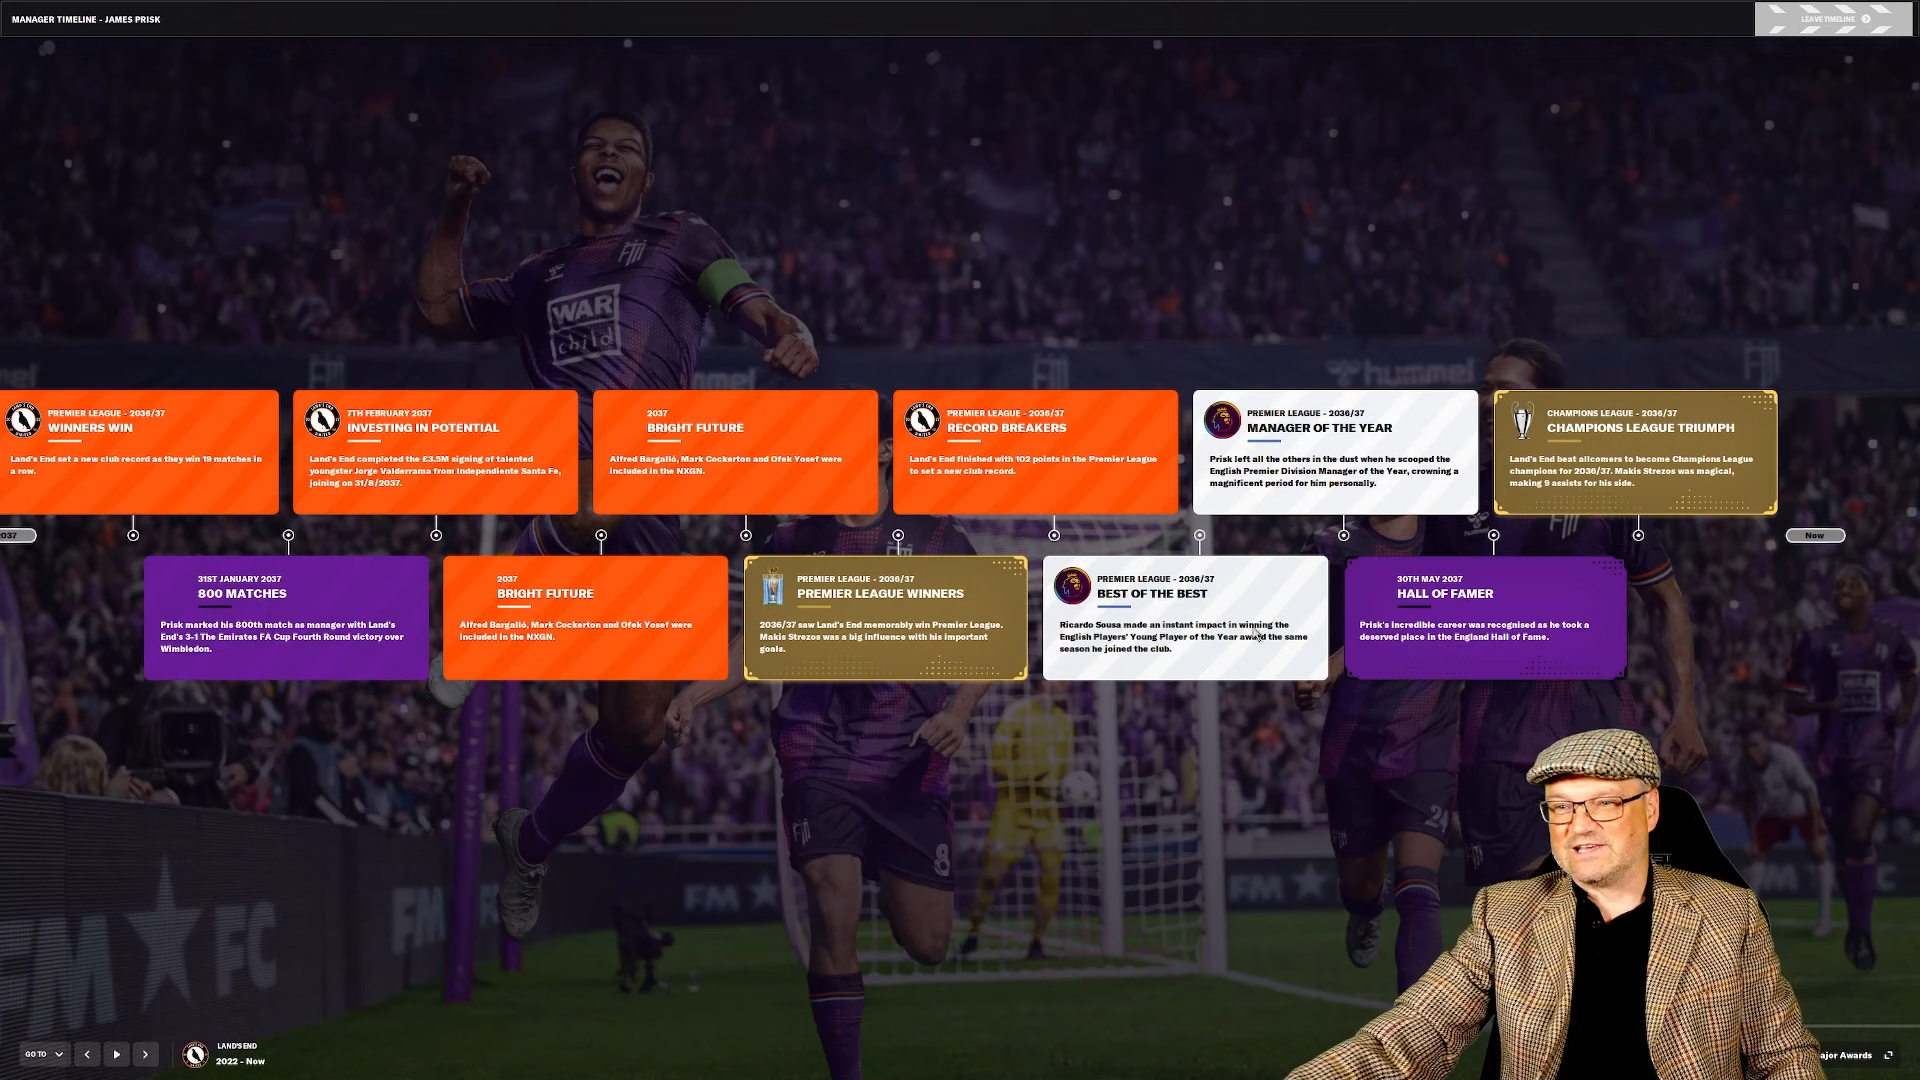 MANAGER TIMELINE - JAMES PRISK
LEAVE TIMELINE
WAR
child
hummel
PREMIER LEAGUE - 2036/37
WINNERS WIN
Land's End set a new club record as they win 19 matches in
a row.
7TH FEBRUARY 2037
INVESTING IN POTENTIAL
Land's End completed the £3.5M signing of talented
youngster Jorge Valderrama from Independiente Santa Fe,
joining on 31/8/2037.
2037
BRIGHT FUTURE
Alfred Bargalló, Mark Cockerton and Ofek Yosef were
included in the NXGN.
PREMIER LEAGUE - 2036/37
RECORD BREAKERS
Land's End finished with 102 points in the Premier League
to set a new club record.
PREMIER LEAGUE - 2036/37
MANAGER OF THE YEAR
Prisk left all the others in the dust when he scooped the
English Premier Division Manager of the Year, crowning a
magnificent period for him personally.
CHAMPIONS LEAGUE - 2036/37
CHAMPIONS LEAGUE TRIUMPH
Land's End beat allcomers to become Champions League
champions for 2036/37. Makis Strezos was magical,
making 9 assists for his side.
Now
31ST JANUARY 2037
800 MATCHES
Prisk marked his 800th match as manager with Land's
End's 3-1 The Emirates FA Cup Fourth Round victory over
Wimbledon.
2037
BRIGHT FUTURE
Alfred Bargalló, Mark Cockerton and Ofek Yosef were
included in the NXGN.
PREMIER LEAGUE - 2036/37
PREMIER LEAGUE WINNERS
2036/37 saw Land's End memorably win Premier League.
Makis Strezos was a big influence with his important
goals.
PREMIER LEAGUE - 2036/37
BEST OF THE BEST
Ricardo Sousa made an instant impact in winning the
English Players' Young Player of the Year award the same
season he joined the club.
30TH MAY 2037
HALL OF FAMER
Prisk's incredible career was recognised as he took a
deserved place in the England Hall of Fame.
8
24
FM FC
FM
FM FC
GO TO
LAND'S END
2022 - Now
ajor Awards